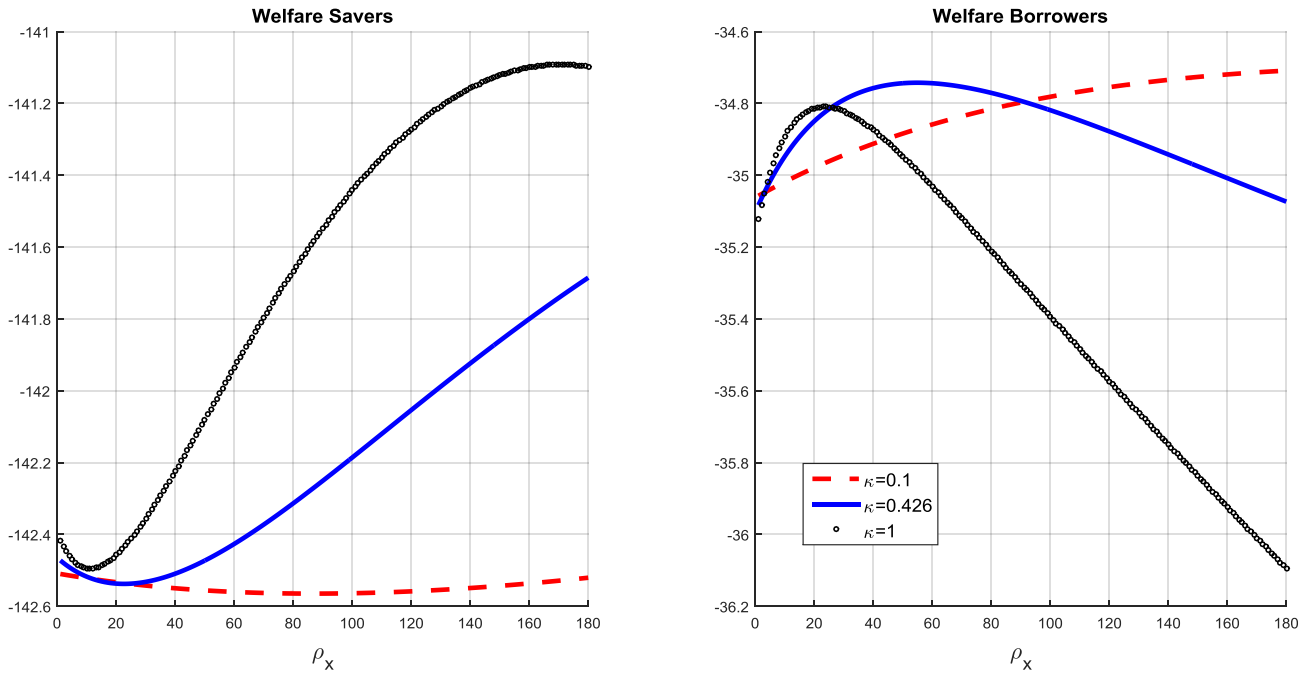 Welfare Savers
-141
-141.2
-141.4
-141.6
-141.8
-142
-142.2
-142.4
-142.6
0 20 40 60 80 100 120 140 160 180
ρx
Welfare Borrowers
-34.6
-34.8
-35
-35.2
-35.4
-35.6
-35.8
-36
-36.2
0 20 40 60 80 100 120 140 160 180
ρx
κ=0.1
κ=0.426
κ=1